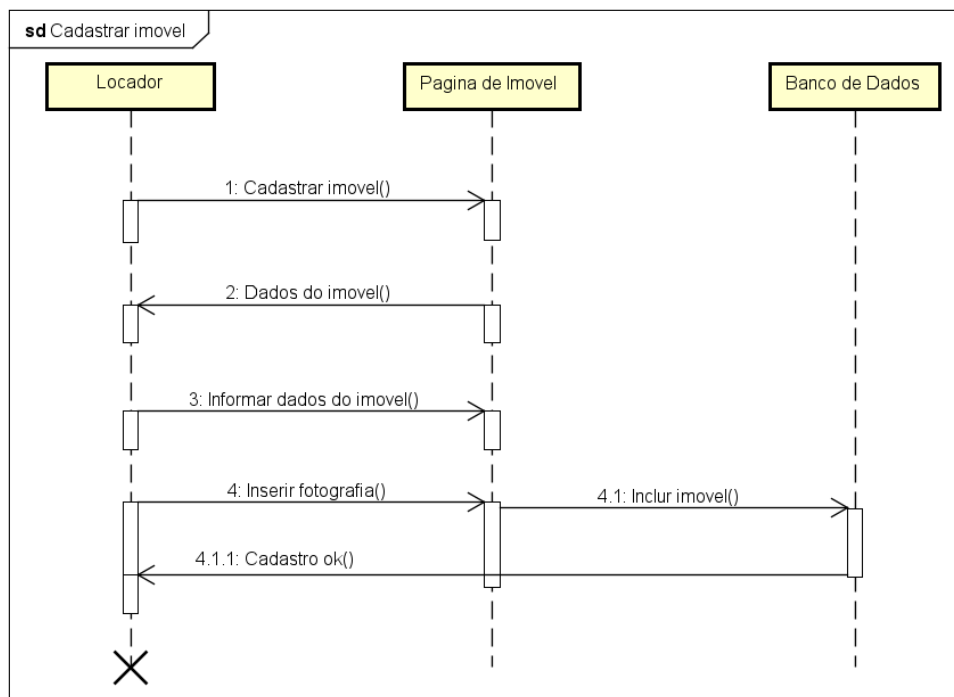 sd Cadastrar imovel
Locador
Pagina de Imovel
Banco de Dados
1: Cadastrar imovel()
2: Dados do imovel()
3: Informar dados do imovel()
4: Inserir fotografia()
4.1: Inclur imovel()
4.1.1: Cadastro ok()